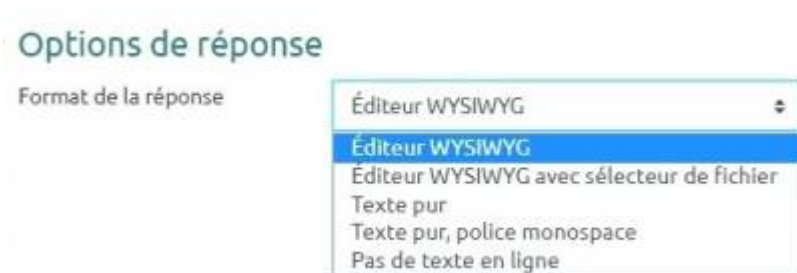 Options de réponse
Format de la réponse
Éditeur WYSIWYG
Éditeur WYSIWYG
Éditeur WYSIWYG avec sélecteur de fichier
Texte pur
Texte pur, police monospace
Pas de texte en ligne